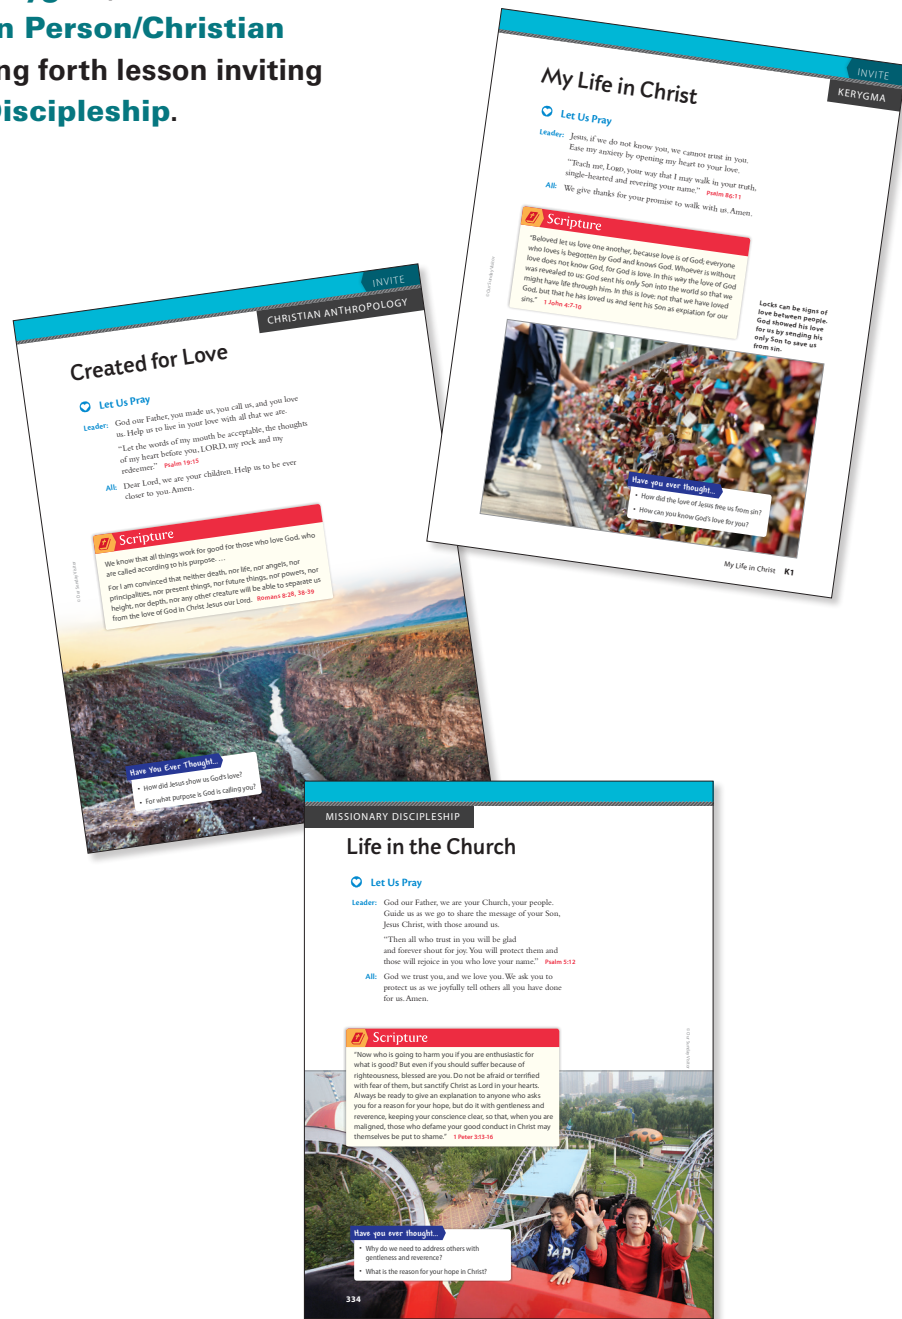 n Person/Christian
ng forth lesson inviting
Discipleship.
INVITE
KERYGMA
My Life in Christ
Let Us Pray
Leader: Jesus, if we do not know you, we cannot trust in you.
Ease my anxiety by opening my heart to your love.
“Teach me, LORD, your way that I may walk in your truth,
single-hearted and revering your name.” Psalm 86:11
All: We give thanks for your promise to walk with us. Amen.
Scripture
“Beloved let us love one another, because love is of God; everyone
who loves is begotten by God and knows God. Whoever is without
love does not know God, for God is love. In this way the love of God
was revealed to us: God sent his only Son into the world so that we
might have life through him. In this is love: not that we have loved
God, but that he has loved us and sent his Son as expiation for our
sins.” 1 John 4:7-10
Locks can be signs of
love between people.
God showed his love
for us by sending his
only Son to save us
from sin.
Have you ever thought...
• How did the love of Jesus free us from sin?
• How can you know God’s love for you?
My Life in Christ K1
INVITE
CHRISTIAN ANTHROPOLOGY
Created for Love
Let Us Pray
Leader: God our Father, you made us, you call us, and you love
us. Help us to live in your love with all that we are.
“Let the words of my mouth be acceptable, the thoughts
of my heart before you, LORD, my rock and my
redeemer.” Psalm 19:15
All: Dear Lord, we are your children. Help us to be ever
closer to you. Amen.
Scripture
We know that all things work for good for those who love God, who
are called according to his purpose. …
For I am convinced that neither death, nor life, nor angels, nor
principalities, nor present things, nor future things, nor powers, nor
height, nor depth, nor any other creature will be able to separate us
from the love of God in Christ Jesus our Lord. Romans 8:28, 38-39
© Our Sunday Visitor
Have You Ever Thought...
• How did Jesus show us God’s love?
• For what purpose is God is calling you?
MISSIONARY DISCIPLESHIP
Life in the Church
Let Us Pray
Leader: God our Father, we are your Church, your people.
Guide us as we go to share the message of your Son,
Jesus Christ, with those around us.
“Then all who trust in you will be glad
and forever shout for joy. You will protect them and
those will rejoice in you who love your name.” Psalm 5:12
All: God we trust you, and we love you. We ask you to
protect us as we joyfully tell others all you have done
for us. Amen.
Scripture
“Now who is going to harm you if you are enthusiastic for
what is good? But even if you should suffer because of
righteousness, blessed are you. Do not be afraid or terrified
with fear of them, but sanctify Christ as Lord in your hearts.
Always be ready to give an explanation to anyone who asks
you for a reason for your hope, but do it with gentleness and
reverence, keeping your conscience clear, so that, when you are
maligned, those who defame your good conduct in Christ may
themselves be put to shame.” 1 Peter 3:13-16
Have you ever thought...
• Why do we need to address others with
gentleness and reverence?
• What is the reason for your hope in Christ?
334